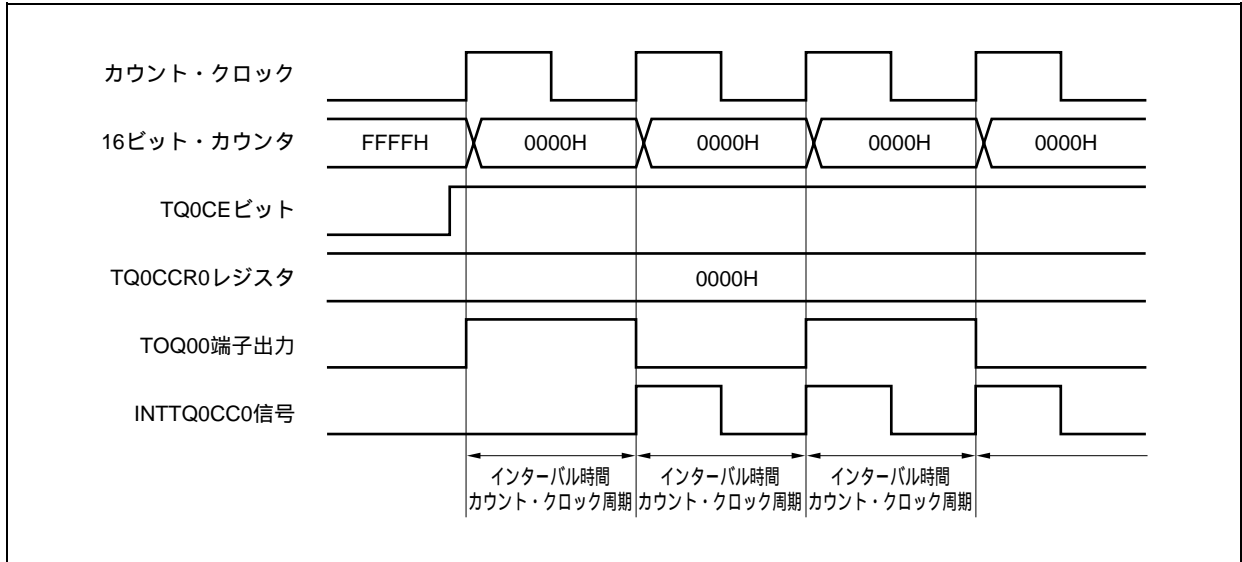 カウント・クロック
16ビット・カウンタ
FFFFH
0000H
0000H
0000H
0000H
TQ0CEビット
TQ0CCR0レジスタ
0000H
TOQ00端子出力
INTTQ0CC0信号
インターバル時間
カウント・クロック周期
インターバル時間
カウント・クロック周期
インターバル時間
カウント・クロック周期